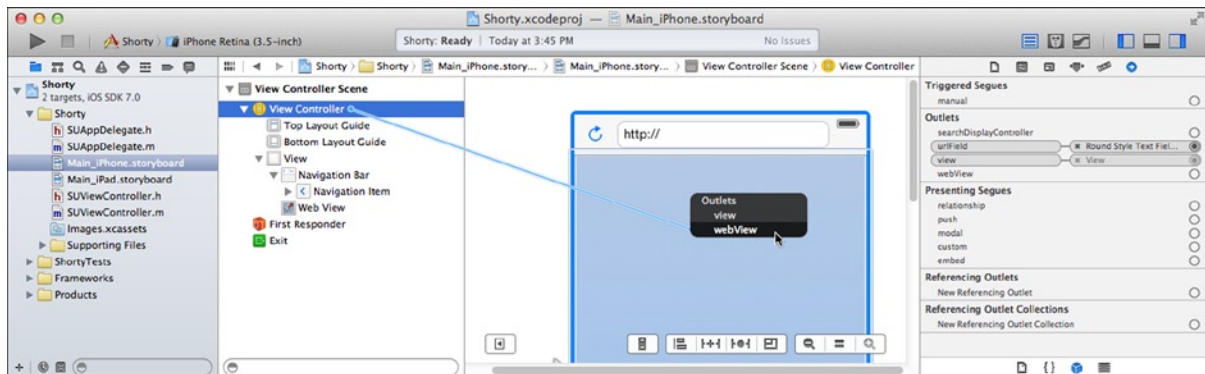 Shorty.xcodeproj — Main_iPhone.storyboard
Shorty 〉 iPhone Retina (3.5-inch)
Shorty: Ready | Today at 3:45 PM
No Issues
Shorty 〉 Shorty 〉 Main_iPhone.story... 〉 Main_iPhone.story... 〉 View Controller Scene 〉 View Controller
Shorty
2 targets, iOS SDK 7.0
Shorty
SUAppDelegate.h
SUAppDelegate.m
Main_iPhone.storyboard
Main_iPad.storyboard
SUViewController.h
SUViewController.m
Images.xcassets
Supporting Files
ShortyTests
Frameworks
Products
View Controller Scene
View Controller
Top Layout Guide
Bottom Layout Guide
View
Navigation Bar
Navigation Item
Web View
First Responder
Exit
http://
Outlets
view
webView
Triggered Segues
manual
Outlets
searchDisplayController
urlField
Round Style Text Fiel...
view
View
webView
Presenting Segues
relationship
push
modal
custom
embed
Referencing Outlets
New Referencing Outlet
Referencing Outlet Collections
New Referencing Outlet Collection